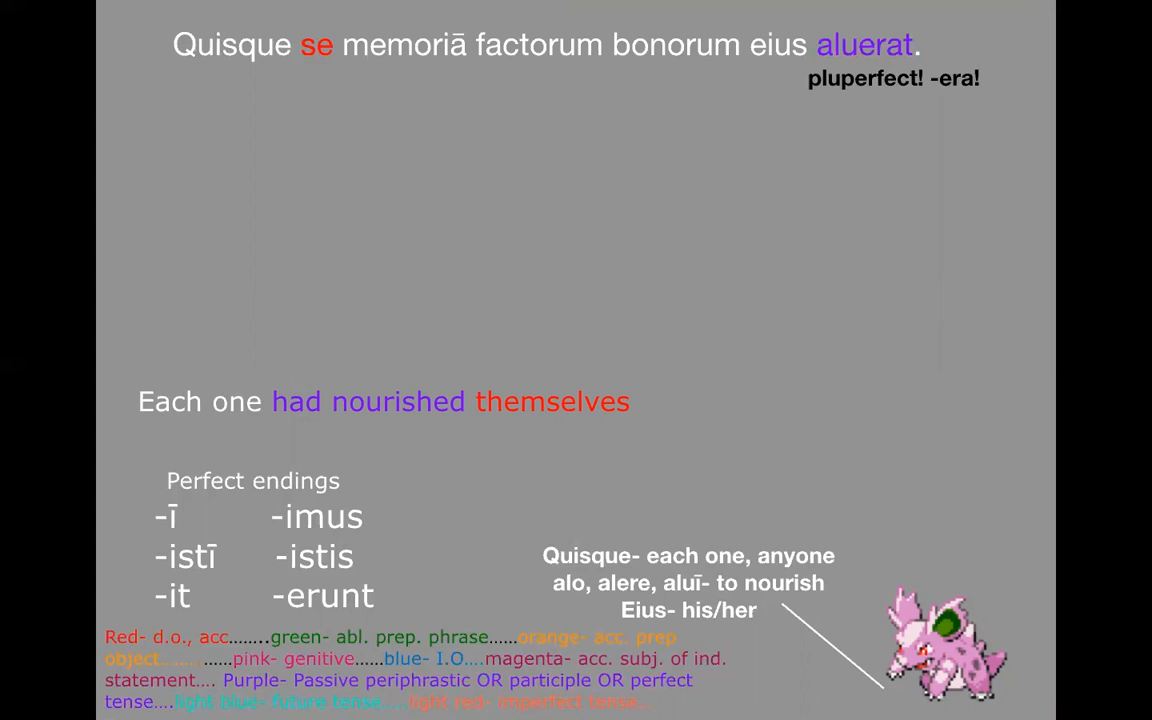 Quisque se memoriā factorum bonorum eius aluerat.
pluperfect! -era!
Each one had nourished themselves
Perfect endings
-ī -imus
-istī -istis
-it -erunt
Quisque- each one, anyone
alo, alere, aluī- to nourish
Eius- his/her
Red- d.o., acc........green- abl. prep. phrase......orange- acc. prep
object...............pink- genitive......blue- I.O....magenta- acc. subj. of ind.
statement.... Purple- Passive periphrastic OR participle OR perfect
tense....light blue- future tense.....light red- imperfect tense...